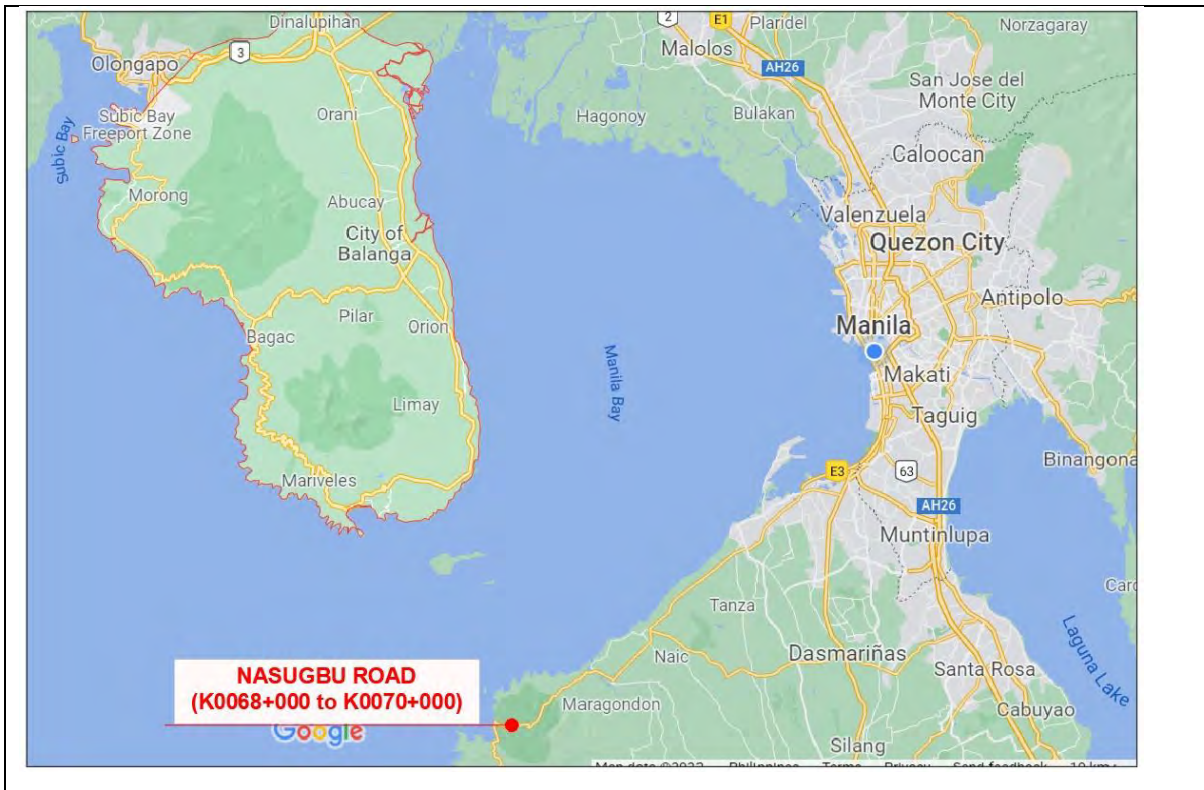 Dinalupihan
2
E1
Plaridel
Norzagaray
Malolos
3
Olongapo
AH26
San Jose del
Monte City
Subic Bay
Freeport Zone
Orani
Hagonoy
Bulakan
Subic Bay
Caloocan
Morong
Abucay
Valenzuela
City of
Balanga
Quezon City
Antipolo
Pilar
Orion
Bagac
Manila
Manila Bay
Makati
Limay
Taguig
Binangona
Mariveles
E3
63
AH26
Muntinlupa
Tanza
Laguna Lake
Naic
Dasmariñas
Santa Rosa
NASUGBU ROAD
(K0068+000 to K0070+000)
Maragondon
Cabuyao
Google
Silang